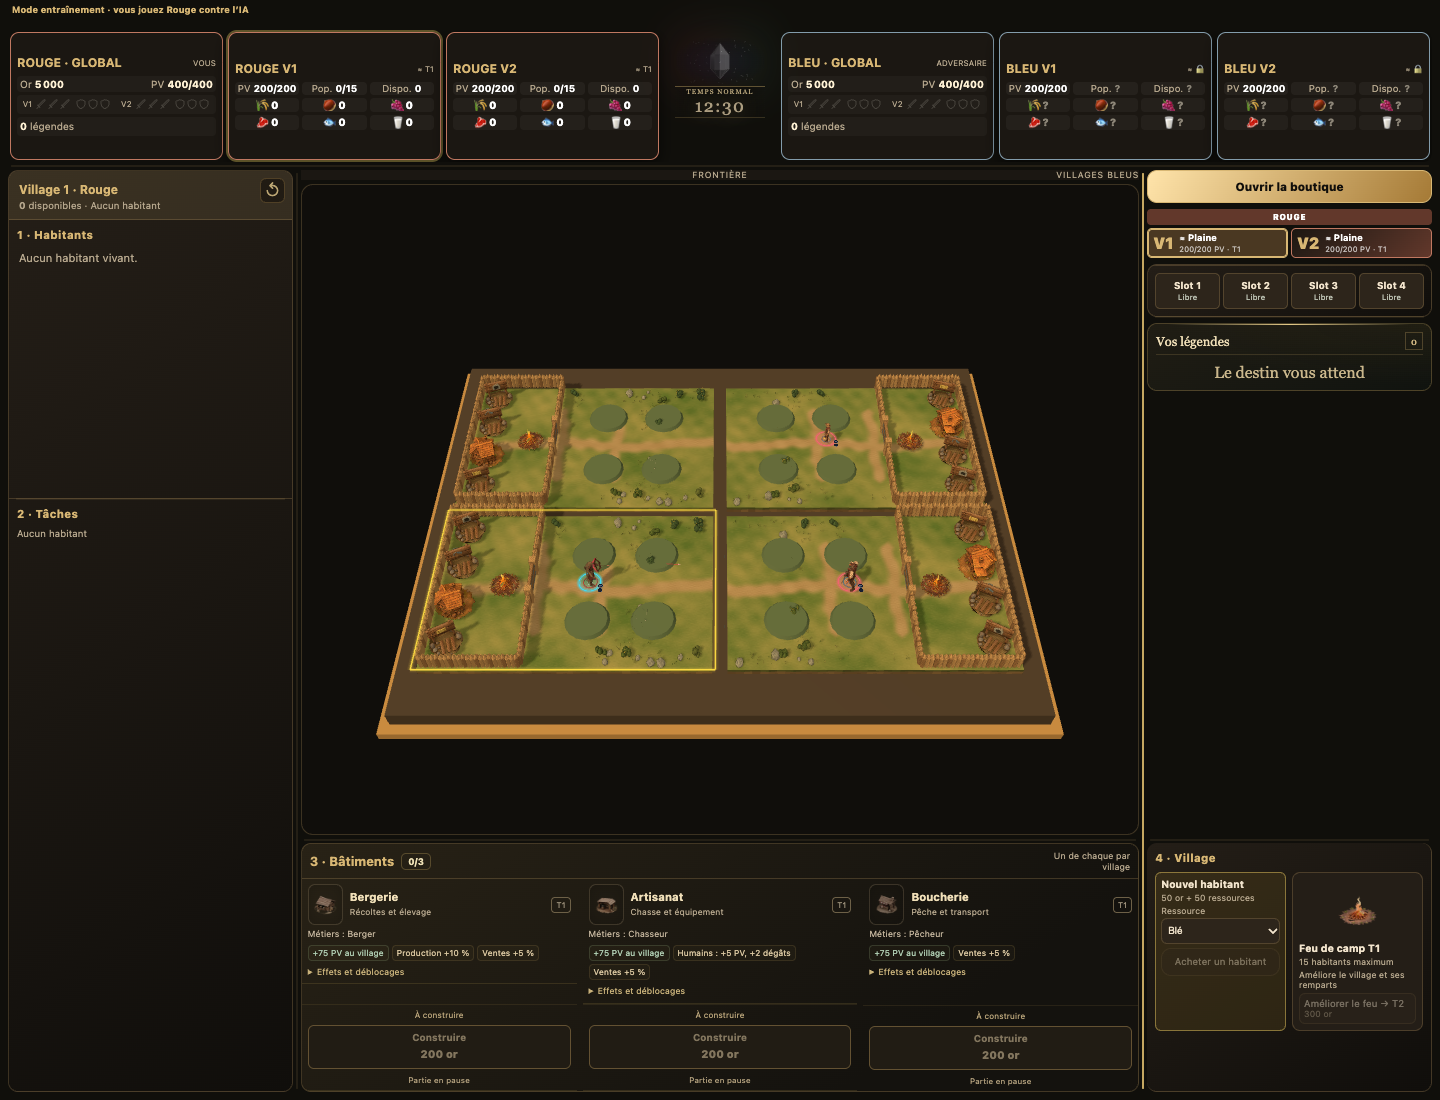 Mode entraînement · vous jouez Rouge contre l'IA
ROUGE · GLOBAL VOUS
Or 5 000 PV 400/400
V1 V2
0 légendes
ROUGE V1 ≈ T1
PV 200/200 Pop. 0/15 Dispo. 0
0 0 0
0 0 0
ROUGE V2 ≈ T1
PV 200/200 Pop. 0/15 Dispo. 0
0 0 0
0 0 0
TEMPS NORMAL
12:30
BLEU · GLOBAL ADVERSAIRE
Or 5 000 PV 400/400
V1 V2
0 légendes
BLEU V1 ≈
PV 200/200 Pop. ? Dispo. ?
? ? ?
? ? ?
BLEU V2 ≈
PV 200/200 Pop. ? Dispo. ?
? ? ?
? ? ?
Village 1 · Rouge
0 disponibles · Aucun habitant
1 · Habitants
Aucun habitant vivant.
2 · Tâches
Aucun habitant
FRONTIÈRE
VILLAGES BLEUS
Ouvrir la boutique
ROUGE
V1 ≈ Plaine
200/200 PV · T1
V2 ≈ Plaine
200/200 PV · T1
Slot 1 Slot 2 Slot 3 Slot 4
Libre Libre Libre Libre
Vos légendes 0
Le destin vous attend
3 · Bâtiments 0/3
Un de chaque par
village
Bergerie T1
Récoltes et élevage
Métiers : Berger
+75 PV au village Production +10 % Ventes +5 %
▸ Effets et déblocages
À construire
Construire
200 or
Partie en pause
Artisanat T1
Chasse et équipement
Métiers : Chasseur
+75 PV au village Humains : +5 PV, +2 dégâts
Ventes +5 %
▸ Effets et déblocages
À construire
Construire
200 or
Partie en pause
Boucherie T1
Pêche et transport
Métiers : Pêcheur
+75 PV au village Ventes +5 %
▸ Effets et déblocages
À construire
Construire
200 or
Partie en pause
4 · Village
Nouvel habitant
50 or + 50 ressources
Ressource
Blé
Acheter un habitant
Feu de camp T1
15 habitants maximum
Améliore le village et ses
remparts
Améliorer le feu → T2
300 or